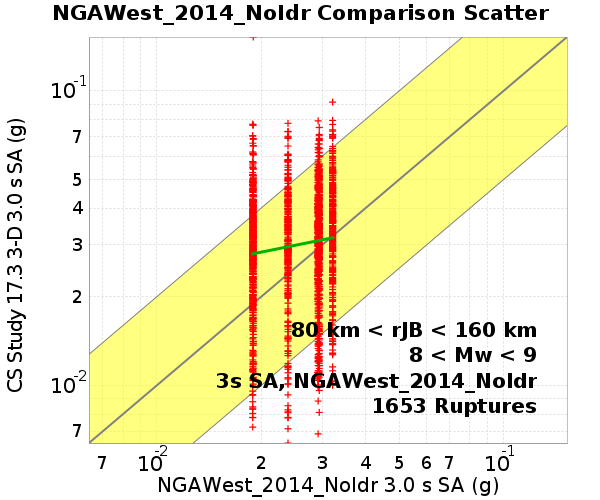 NGAWest_2014_NoIdr Comparison Scatter
CS Study 17.3 3-D 3.0 s SA (g)
10-1
7
5
4
3
2
10-2
7
80 km < rJB < 160 km
8 < Mw < 9
3s SA, NGAWest_2014_NoIdr
1653 Ruptures
7 10-2 2 3 4 5 6 7 10-1
NGAWest_2014_NoIdr 3.0 s SA (g)